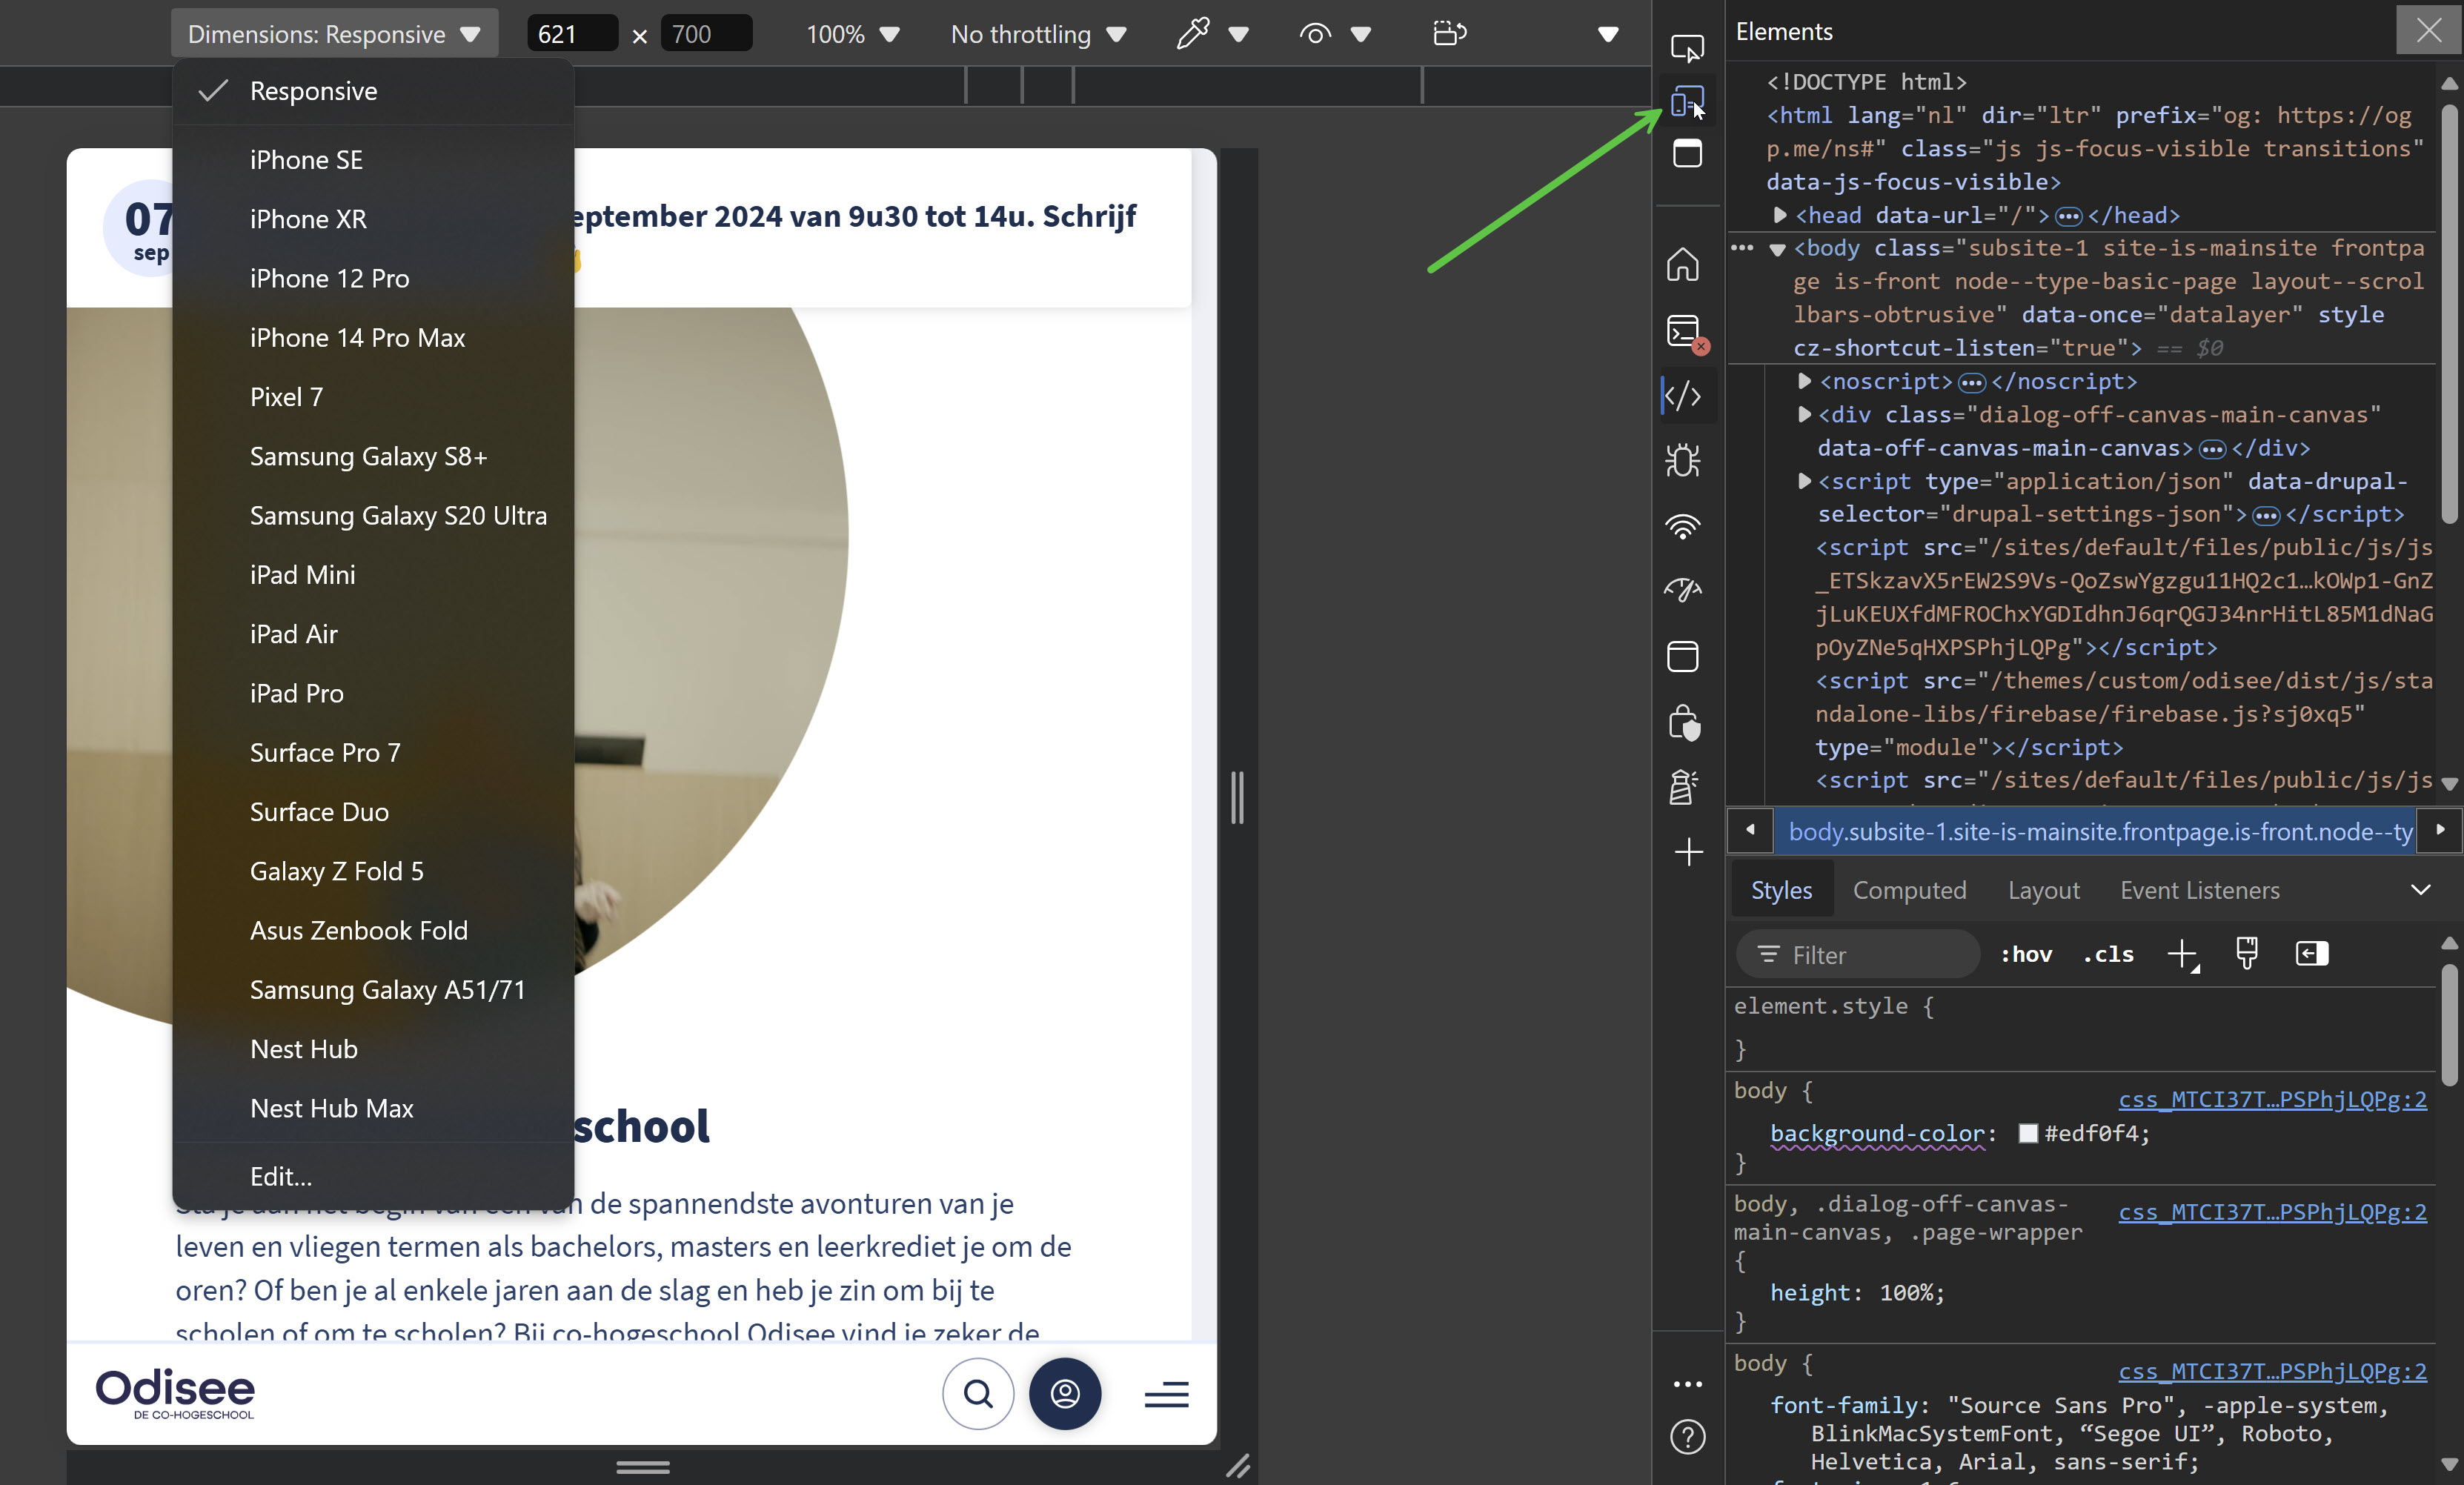 Dimensions: Responsive
621
×
700
100%
No throttling
Responsive
iPhone SE
iPhone XR
iPhone 12 Pro
iPhone 14 Pro Max
Pixel 7
Samsung Galaxy S8+
Samsung Galaxy S20 Ultra
iPad Mini
iPad Air
iPad Pro
Surface Pro 7
Surface Duo
Galaxy Z Fold 5
Asus Zenbook Fold
Samsung Galaxy A51/71
Nest Hub
Nest Hub Max
Edit...
07
sep
eptember 2024 van 9u30 tot 14u. Schrijf
school
n de spannendste avonturen van je
leven en vliegen termen als bachelors, masters en leerkrediet je om de
oren? Of ben je al enkele jaren aan de slag en heb je zin om bij te
scholen of om te scholen? Bij co-hogeschool Odisee vind je zeker de
Odisee
DE CO-HOGESCHOOL
Elements
<!DOCTYPE html>
<html lang="nl" dir="ltr" prefix="og: https://og
p.me/ns#" class="js js-focus-visible transitions"
data-js-focus-visible>
<head data-url="/">•••</head>
••• <body class="subsite-1 site-is-mainsite frontpa
ge is-front node--type-basic-page layout--scrol
lbars-obtrusive" data-once="datalayer" style
cz-shortcut-listen="true"> == $0
<noscript>•••</noscript>
<div class="dialog-off-canvas-main-canvas"
data-off-canvas-main-canvas>•••</div>
<script type="application/json" data-drupal-
selector="drupal-settings-json">•••</script>
<script src="/sites/default/files/public/js/js
_ETSkzavX5rEW2S9Vs-QoZswYgzgu11HQ2c1…kOWp1-GnZ
jLuKEUXfdMFROChxYGDIdhnJ6qrQGJ34nrHitL85M1dNaG
pOyZNe5qHXPSPhjLQPg"></script>
<script src="/themes/custom/odisee/dist/js/sta
ndalone-libs/firebase/firebase.js?sj0xq5"
type="module"></script>
<script src="/sites/default/files/public/js/js
body.subsite-1.site-is-mainsite.frontpage.is-front.node--ty
Styles
Computed
Layout
Event Listeners
Filter
:hov
.cls
element.style {
}
body {
css_MTCI37T…PSPhjLQPg:2
background-color: #edf0f4;
}
body, .dialog-off-canvas-
main-canvas, .page-wrapper
css_MTCI37T…PSPhjLQPg:2
{
height: 100%;
}
body {
css_MTCI37T…PSPhjLQPg:2
font-family: "Source Sans Pro", -apple-system,
BlinkMacSystemFont, “Segoe UI”, Roboto,
Helvetica, Arial, sans-serif;